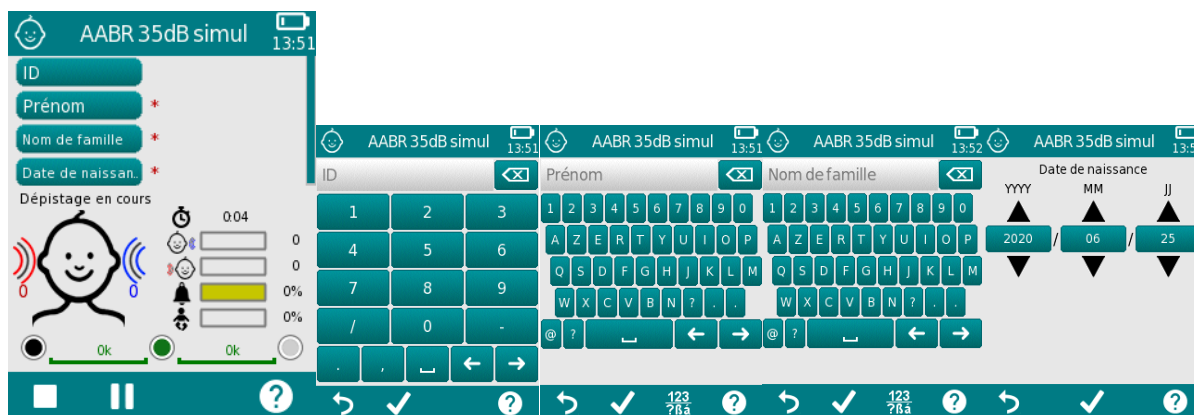 AABR 35dB simul
13:51
ID
Prénom *
Nom de famille *
Date de naissan. *
Dépistage en cours
0:04
0
0
0%
0%
0
0
0k
0k
?
AABR 35dB simul
13:51
ID
1 2 3
4 5 6
7 8 9
/ 0 -
. ,
?
AABR 35dB simul
13:51
Prénom
1 2 3 4 5 6 7 8 9 0
A Z E R T Y U I O P
Q S D F G H J K L M
W X C V B N ? . .
@ ?
123
?ßá
?
AABR 35dB simul
13:52
Nom de famille
1 2 3 4 5 6 7 8 9 0
A Z E R T Y U I O P
Q S D F G H J K L M
W X C V B N ? . .
@ ?
123
?ßá
?
AABR 35dB simul
Date de naissance
YYYY MM JJ
2020 / 06 / 25
?